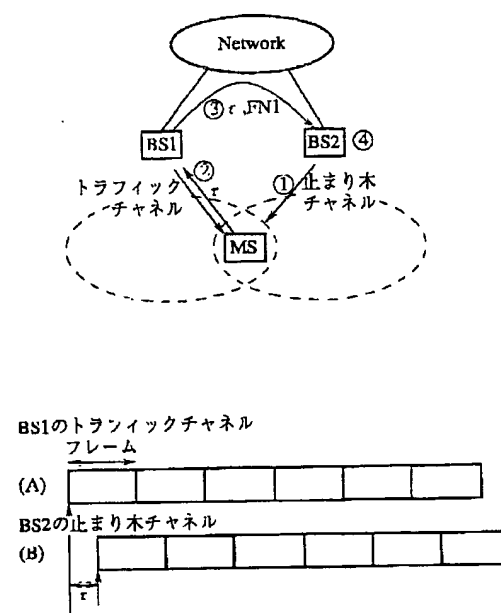 Network
③ τ ,FN1
BS1
BS2 ④
トラフィック
チャネル
②
τ
① 止まり木
チャネル
MS
BS1のトランィックチャネル
フレーム
(A)
BS2の止まり木チャネル
(B)
τ